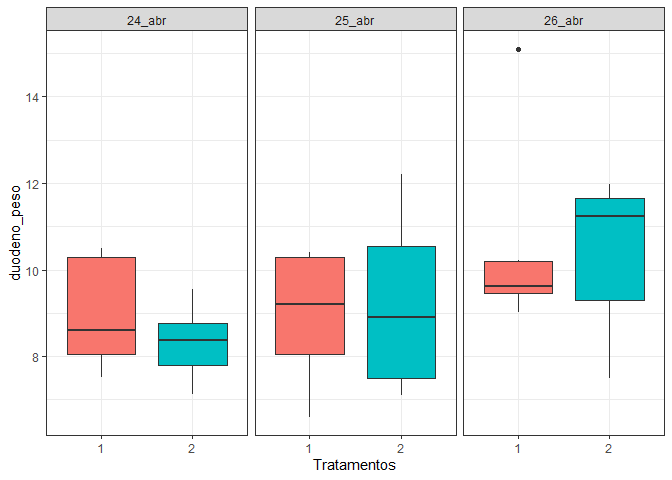 24_abr 25_abr 26_abr
14
12
10
8
duodeno_peso
1 2 1 2 1 2
Tratamentos